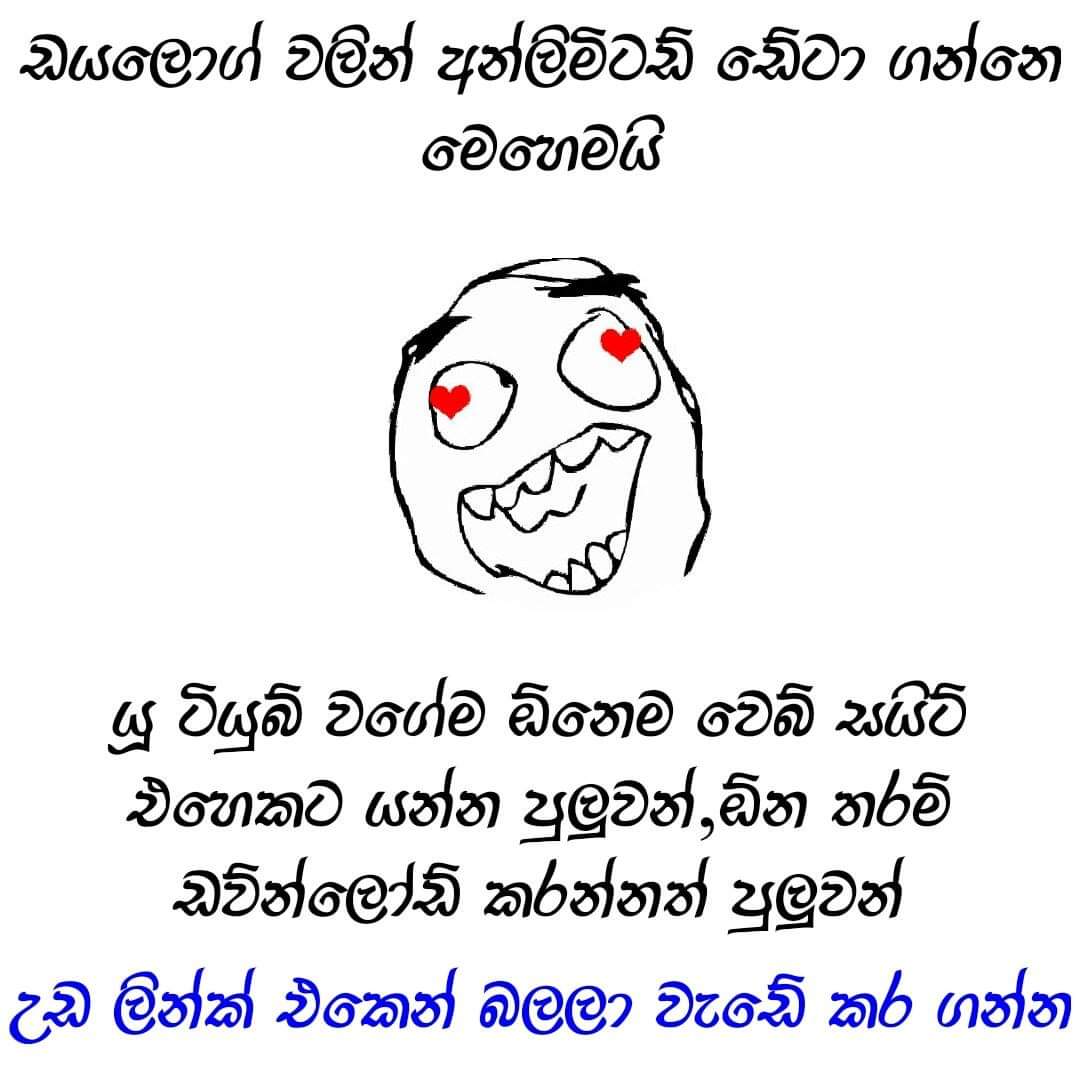 ඩයලොග් වලින් අන්ලිමිටඩ් ඩේටා ගන්නෙ
මෙහෙමයි
යූ ටියුබ් වගේම ඕනෙම වෙබ් සයිට්
එහෙකට යන්න පුලුවන්,ඕන තරම්
ඩව්න්ලෝඩ් කරන්නත් පුලුවන්
උඩ ලින්ක් එකෙන් බලලා වැඩේ කර ගන්න